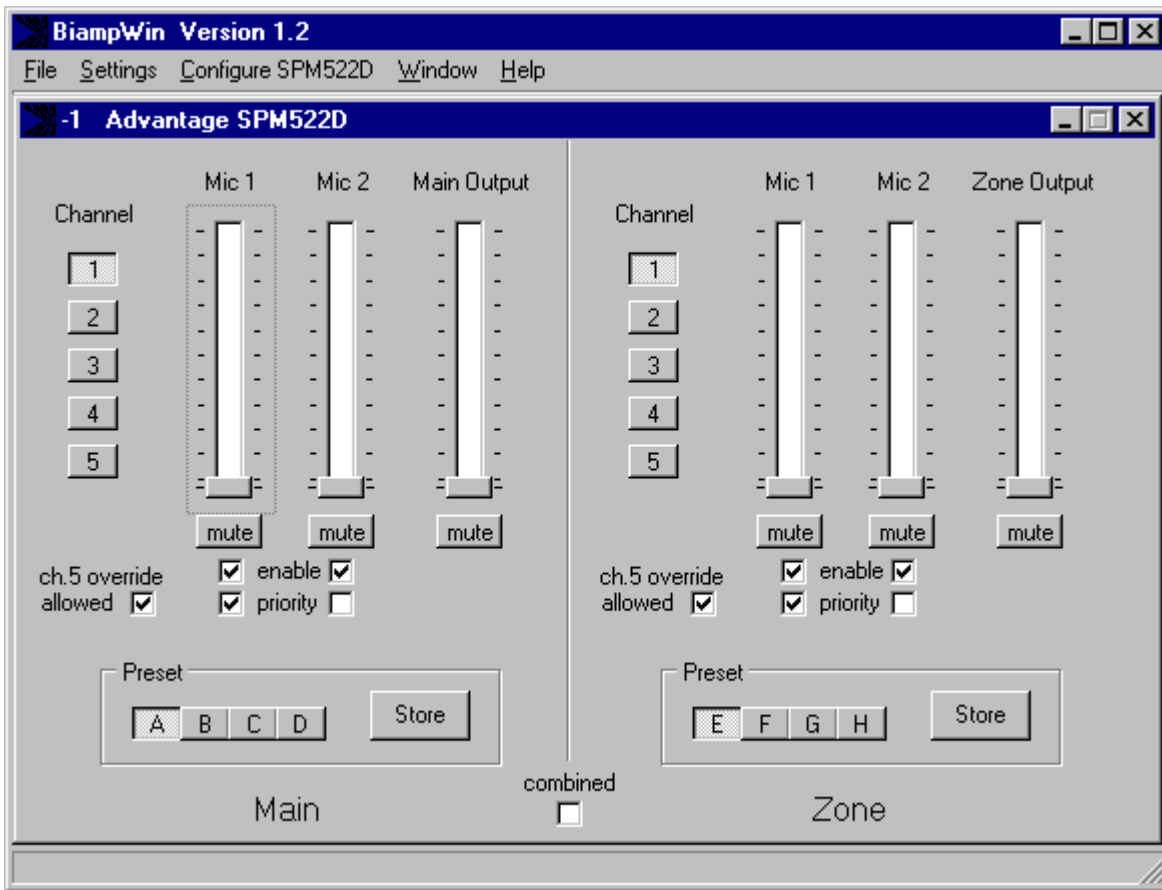 BiampWin Version 1.2
File Settings Configure SPM522D Window Help
-1 Advantage SPM522D
Mic 1 Mic 2 Main Output
Channel
1
2
3
4
5
mute mute mute
enable
ch.5 override
allowed
priority
Preset
A B C D
Store
Main
combined
Mic 1 Mic 2 Zone Output
Channel
1
2
3
4
5
mute mute mute
enable
ch.5 override
allowed
priority
Preset
E F G H
Store
Zone